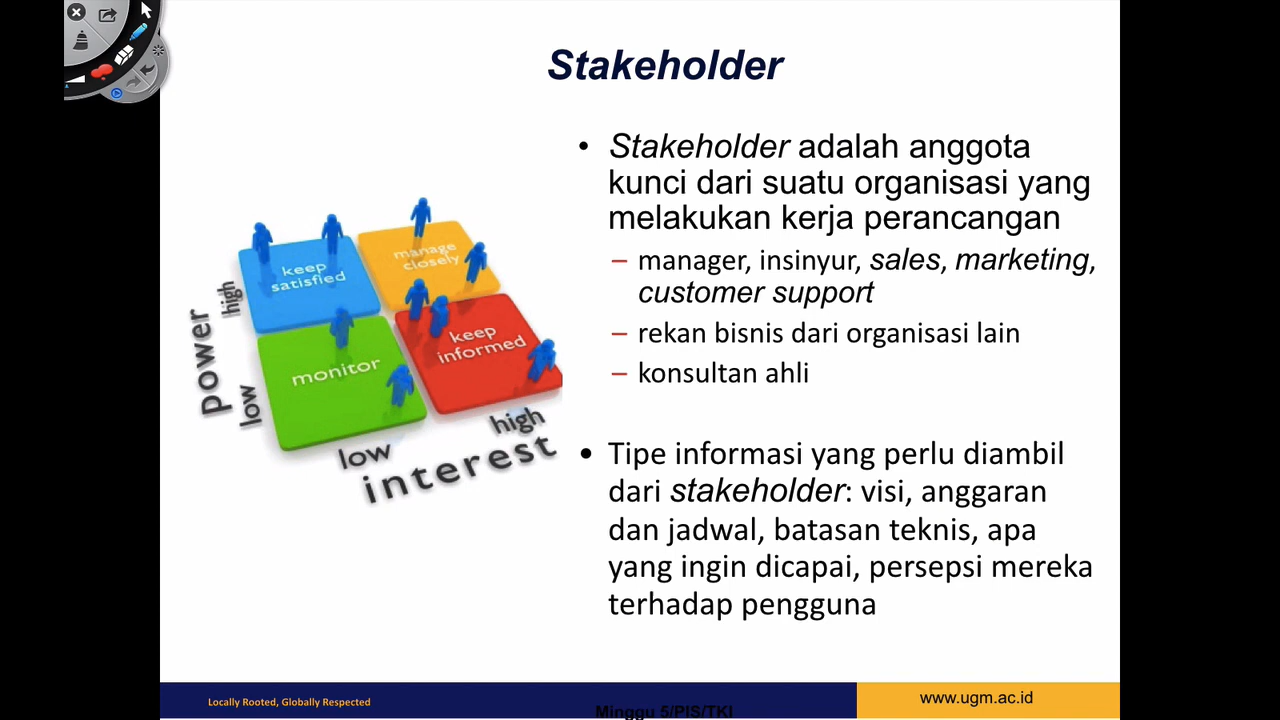 Stakeholder
• Stakeholder adalah anggota
kunci dari suatu organisasi yang
melakukan kerja perancangan
– manager, insinyur, sales, marketing,
customer support
– rekan bisnis dari organisasi lain
– konsultan ahli
• Tipe informasi yang perlu diambil
dari stakeholder: visi, anggaran
dan jadwal, batasan teknis, apa
yang ingin dicapai, persepsi mereka
terhadap pengguna
keep
satisfied
manage
closely
monitor
keep
informed
power
high
low
low
high
interest
Locally Rooted, Globally Respected
Minggu 5/PIS/TKI
www.ugm.ac.id